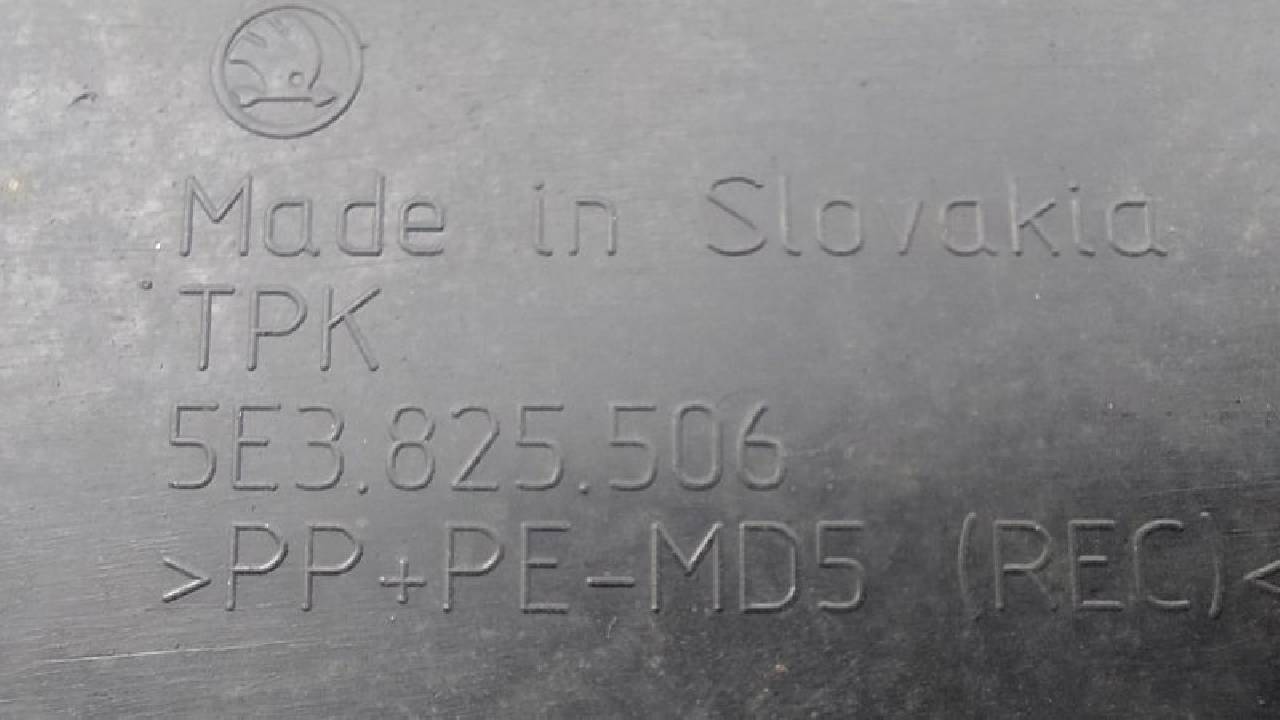 Made in Slovakia
TPK
5E3.825.506
>PP+PE-MD5 (REC)<